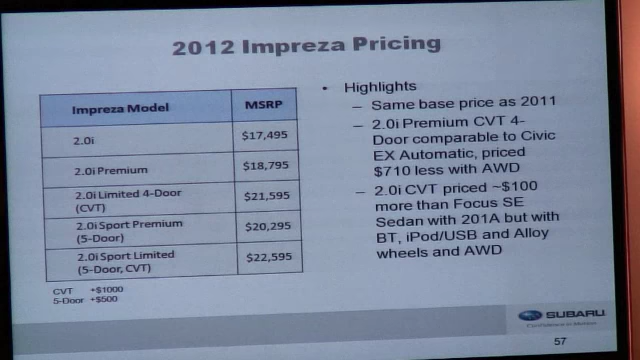 2012 Impreza Pricing
Impreza Model MSRP
2.0i $17,495
2.0i Premium $18,795
2.0i Limited 4-Door
(CVT) $21,595
2.0i Sport Premium
(5-Door) $20,295
2.0i Sport Limited
(5-Door, CVT) $22,595
CVT +$1000
5-Door +$500
• Highlights
– Same base price as 2011
– 2.0i Premium CVT 4-
Door comparable to Civic
EX Automatic, priced
$710 less with AWD
– 2.0i CVT priced ~$100
more than Focus SE
Sedan with 201A but with
BT, iPod/USB and Alloy
wheels and AWD
SUBARU
Confidence in Motion
57